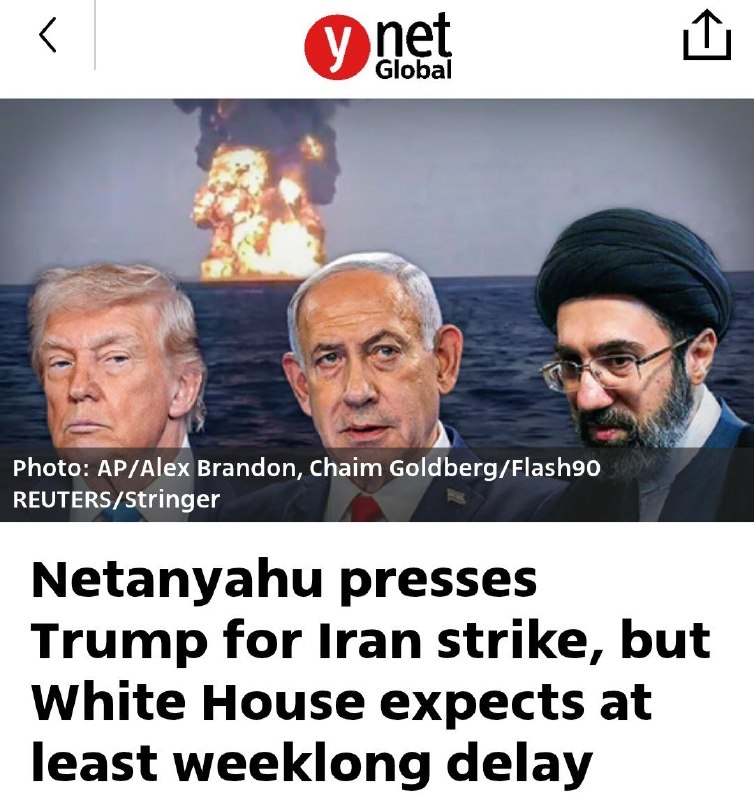 ynet
Global
Photo: AP/Alex Brandon, Chaim Goldberg/Flash90
REUTERS/Stringer
Netanyahu presses
Trump for Iran strike, but
White House expects at
least weeklong delay